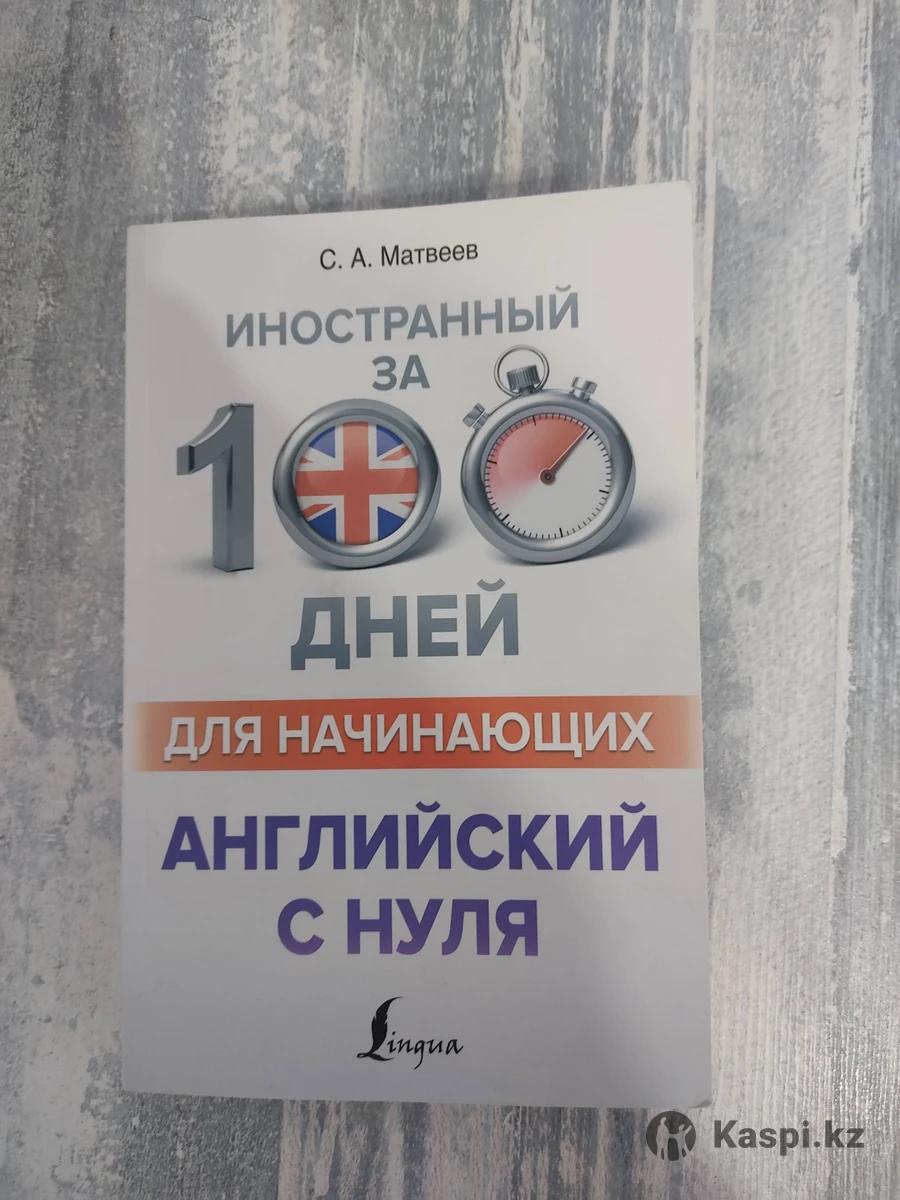 С. А. Матвеев
ИНОСТРАННЫЙ
ЗА
100
ДНЕЙ
ДЛЯ НАЧИНАЮЩИХ
АНГЛИЙСКИЙ
С НУЛЯ
Lingua
Kaspi.kz